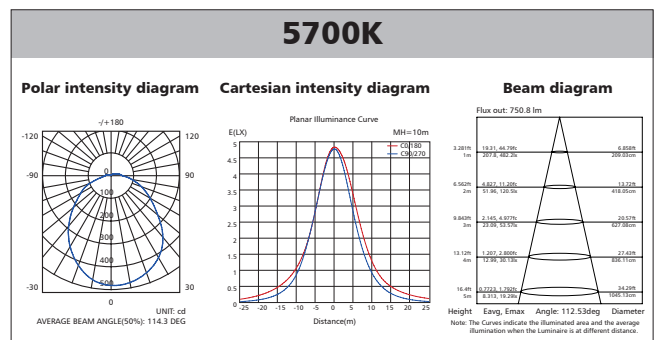 5700K
Polar intensity diagram
Cartesian intensity diagram
Beam diagram
-/+180
-120
120
-90
90
-30
30
0
0
100
200
300
400
500
UNIT: cd
AVERAGE BEAM ANGLE(50%): 114.3 DEG
Planar Illuminance Curve
E(LX)
MH=10m
C0/180
C90/270
5
4.5
4
3.5
3
2.5
2
1.5
1
0.5
0
-25 -20 -15 -10 -5 0 5 10 15 20 25
Distance(m)
Flux out: 750.8 lm
3.281ft 19.31, 44.79fc 6.858ft
1m 207.8, 482.2lx 209.03cm
6.562ft 4.827, 11.20fc 13.72ft
2m 51.96, 120.5lx 418.05cm
9.843ft 2.145, 4.977fc 20.57ft
3m 23.09, 53.57lx 627.08cm
13.12ft 1.207, 2.800fc 27.43ft
4m 12.99, 30.13lx 836.11cm
16.4ft 0.7723, 1.792fc 34.29ft
5m 8.313, 19.29lx 1045.13cm
Height Eavg, Emax Angle: 112.53deg Diameter
Note: The Curves indicate the illuminated area and the average
illumination when the Luminaire is at different distance.